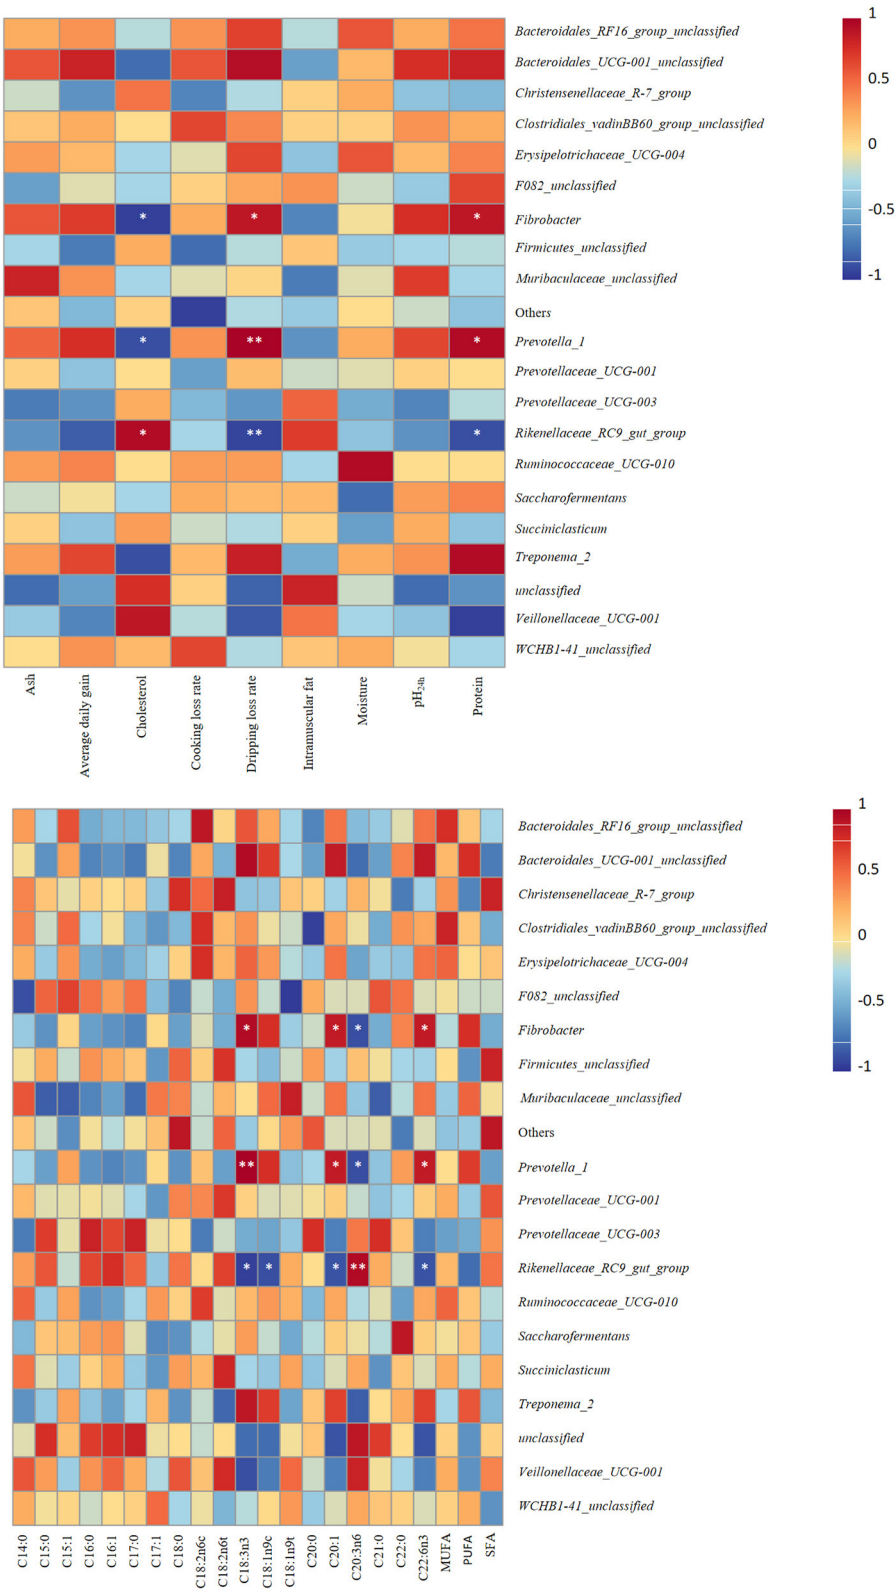 1
Bacteroidales_RF16_group_unclassified
Bacteroidales_UCG-001_unclassified
0.5
Christensenellaceae_R-7_group
Clostridiales_vadinBB60_group_unclassified
0
Erysipelotrichaceae_UCG-004
F082_unclassified
-0.5
* * * Fibrobacter
Firmicutes_unclassified
-1
Muribaculaceae_unclassified
Others
* ** * Prevotella_1
Prevotellaceae_UCG-001
Prevotellaceae_UCG-003
* ** * Rikenellaceae_RC9_gut_group
Ruminococcaceae_UCG-010
Saccharofermentans
Succiniclasticum
Treponema_2
unclassified
Veillonellaceae_UCG-001
WCHB1-41_unclassified
Ash
Average daily gain
Cholesterol
Cooking loss rate
Dripping loss rate
Intramuscular fat
Moisture
pH24h
Protein
1
Bacteroidales_RF16_group_unclassified
Bacteroidales_UCG-001_unclassified
0.5
Christensenellaceae_R-7_group
Clostridiales_vadinBB60_group_unclassified
0
Erysipelotrichaceae_UCG-004
F082_unclassified
-0.5
* * * * Fibrobacter
Firmicutes_unclassified
-1
Muribaculaceae_unclassified
Others
** * * * Prevotella_1
Prevotellaceae_UCG-001
Prevotellaceae_UCG-003
* * * ** * Rikenellaceae_RC9_gut_group
Ruminococcaceae_UCG-010
Saccharofermentans
Succiniclasticum
Treponema_2
unclassified
Veillonellaceae_UCG-001
WCHB1-41_unclassified
C14:0
C15:0
C15:1
C16:0
C16:1
C17:0
C17:1
C18:0
C18:2n6c
C18:2n6t
C18:3n3
C18:1n9c
C18:1n9t
C20:0
C20:1
C20:3n6
C21:0
C22:0
C22:6n3
MUFA
PUFA
SFA